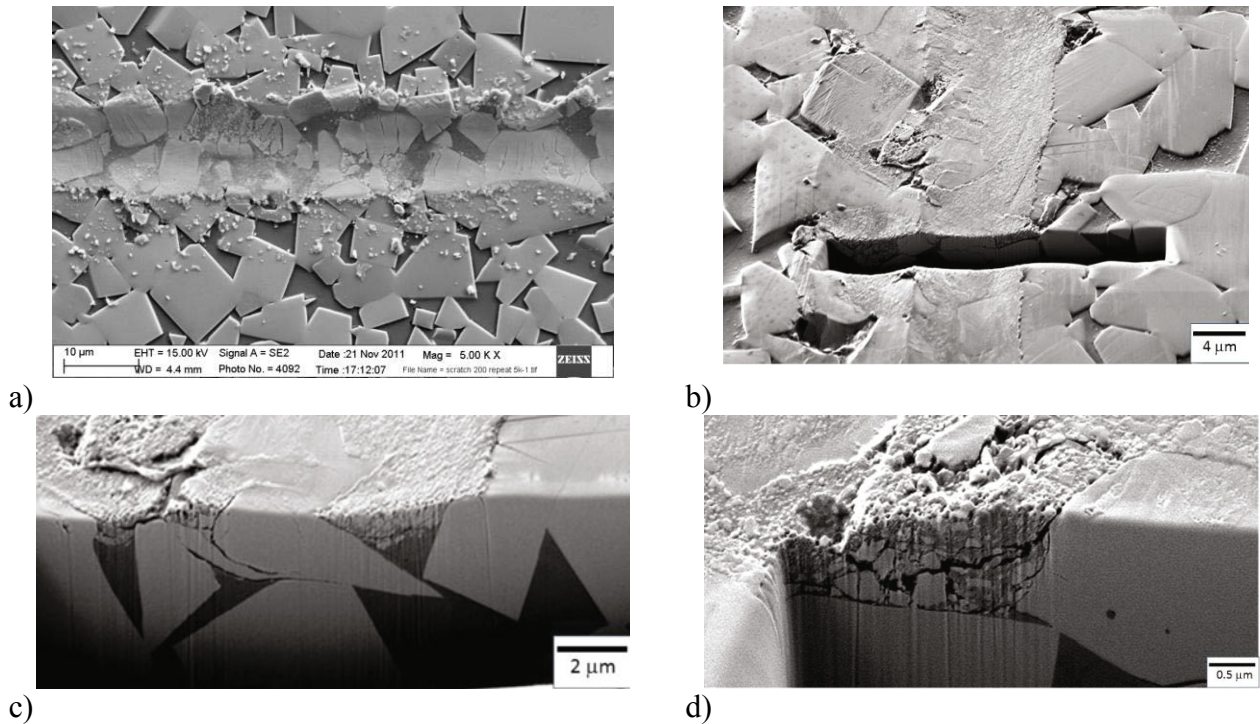 10 µm
EHT = 15.00 kV Signal A = SE2 Date :21 Nov 2011 Mag = 5.00 K X
WD = 4.4 mm Photo No. = 4092 Time :17:12:07 File Name = scratch 200 repeat 5k-1.tif
ZEISS
4 µm
a)
b)
2 µm
0.5 µm
c)
d)